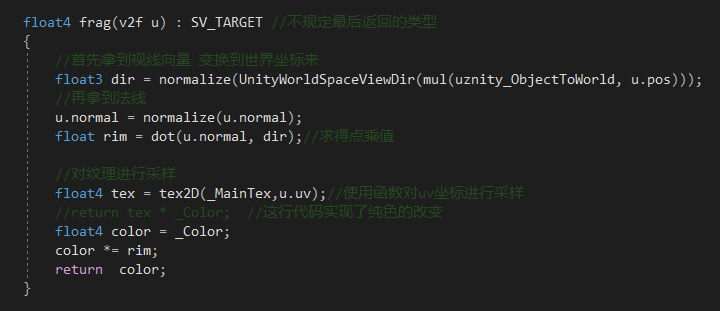 float4 frag(v2f u) : SV_TARGET //不规定最后返回的类型
{
//首先拿到视线向量 变换到世界坐标来
float3 dir = normalize(UnityWorldSpaceViewDir(mul(uznity_ObjectToWorld, u.pos)));
//再拿到法线
u.normal = normalize(u.normal);
float rim = dot(u.normal, dir);//求得点乘值
//对纹理进行采样
float4 tex = tex2D(_MainTex,u.uv);//使用函数对uv坐标进行采样
//return tex * _Color;  //这行代码实现了纯色的改变
float4 color = _Color;
color *= rim;
return  color;
}